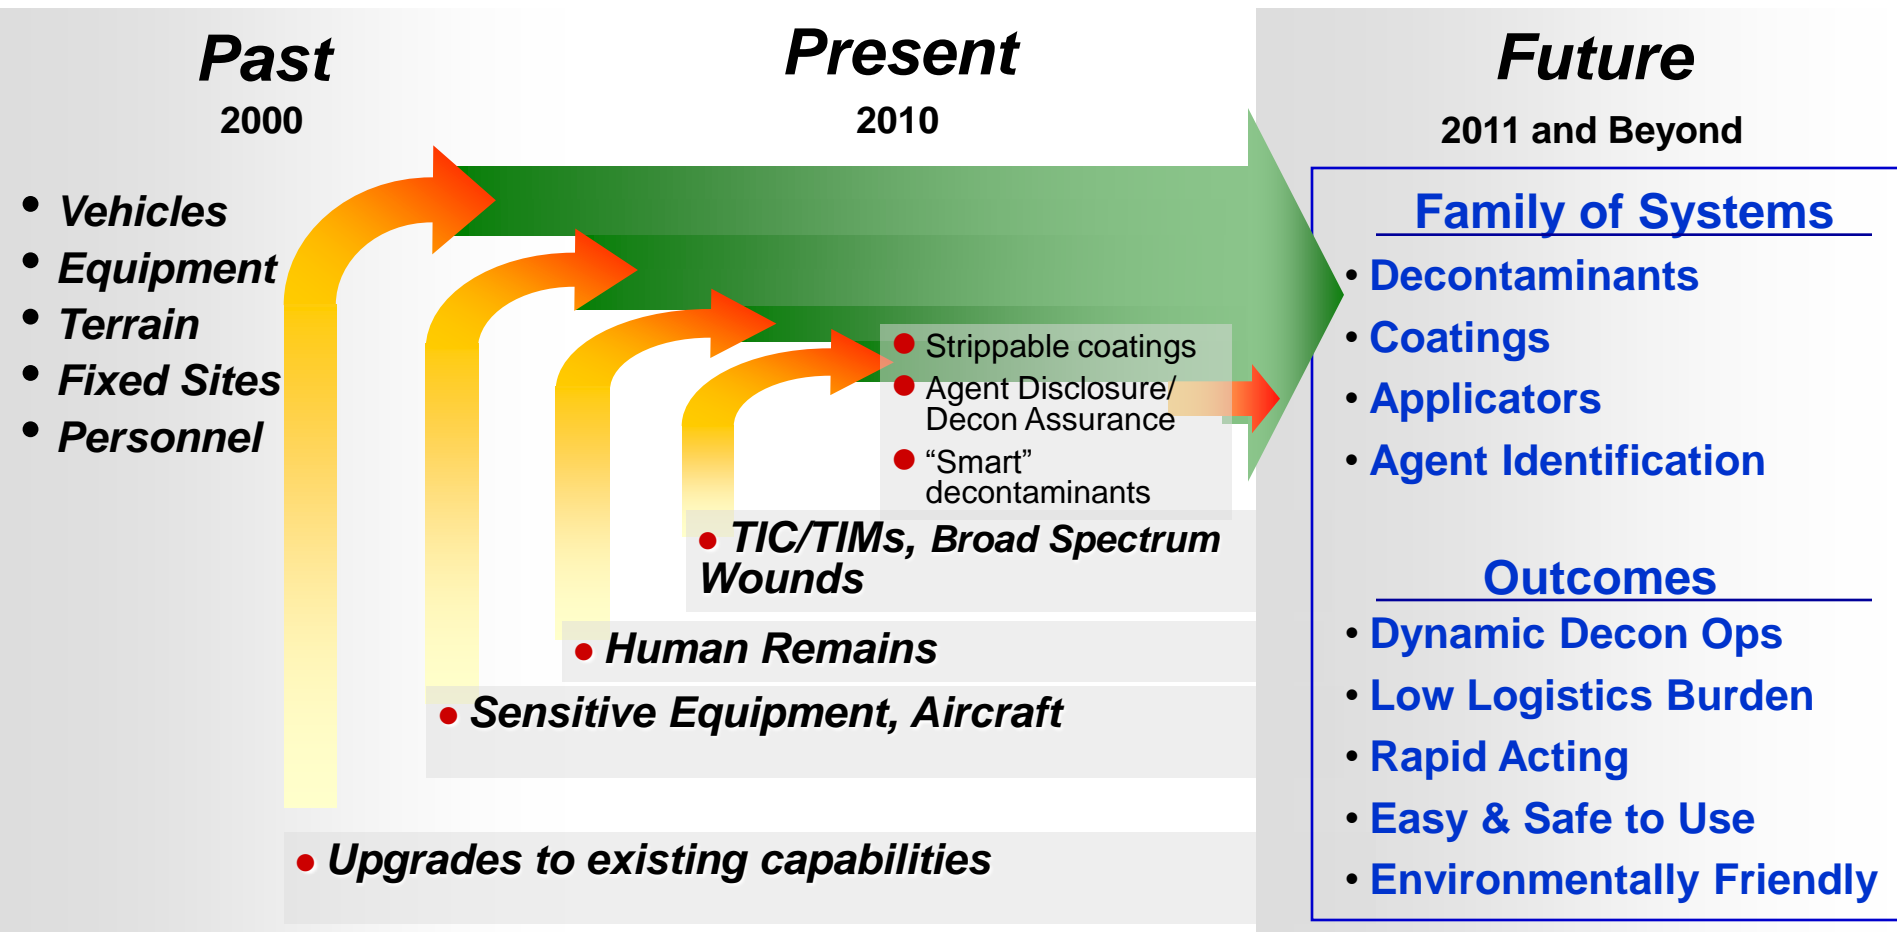 Past
2000
• Vehicles
• Equipment
• Terrain
• Fixed Sites
• Personnel
Present
2010
• Strippable coatings
• Agent Disclosure/
Decon Assurance
• “Smart”
decontaminants
• TIC/TIMs, Broad Spectrum
Wounds
• Human Remains
• Sensitive Equipment, Aircraft
• Upgrades to existing capabilities
Future
2011 and Beyond
Family of Systems
• Decontaminants
• Coatings
• Applicators
• Agent Identification
Outcomes
• Dynamic Decon Ops
• Low Logistics Burden
• Rapid Acting
• Easy & Safe to Use
• Environmentally Friendly